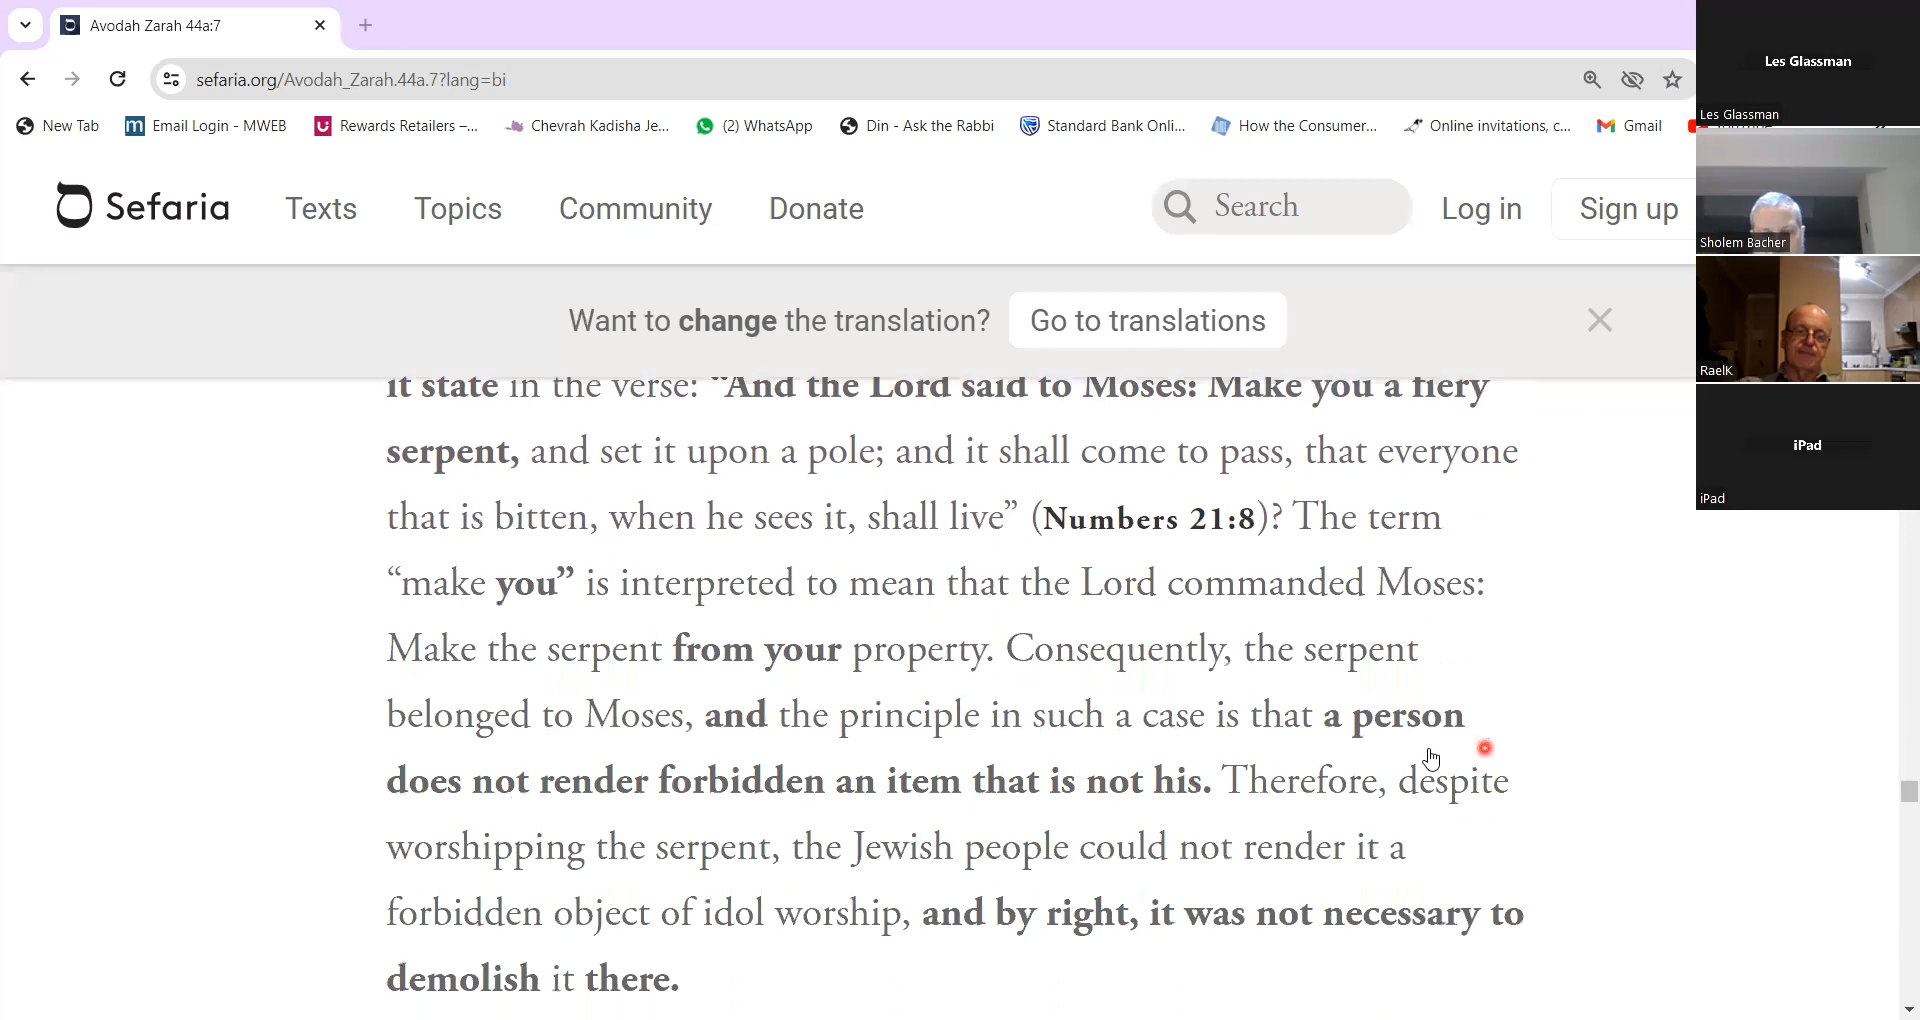 Avodah Zarah 44a:7
sefaria.org/Avodah_Zarah.44a.7?lang=bi
New Tab
Email Login - MWEB
Rewards Retailers –...
Chevrah Kadisha Je...
(2) WhatsApp
Din - Ask the Rabbi
Standard Bank Onli...
How the Consumer...
Online invitations, c...
Gmail
Sefaria
Texts
Topics
Community
Donate
Search
Log in
Sign up
Want to change the translation?
Go to translations
it state in the verse: “And the Lord said to Moses: Make you a fiery
serpent, and set it upon a pole; and it shall come to pass, that everyone
that is bitten, when he sees it, shall live” (Numbers 21:8)? The term
“make you” is interpreted to mean that the Lord commanded Moses:
Make the serpent from your property. Consequently, the serpent
belonged to Moses, and the principle in such a case is that a person
does not render forbidden an item that is not his. Therefore, despite
worshipping the serpent, the Jewish people could not render it a
forbidden object of idol worship, and by right, it was not necessary to
demolish it there.
Les Glassman
Les Glassman
Sholem Bacher
RaelK
iPad
iPad